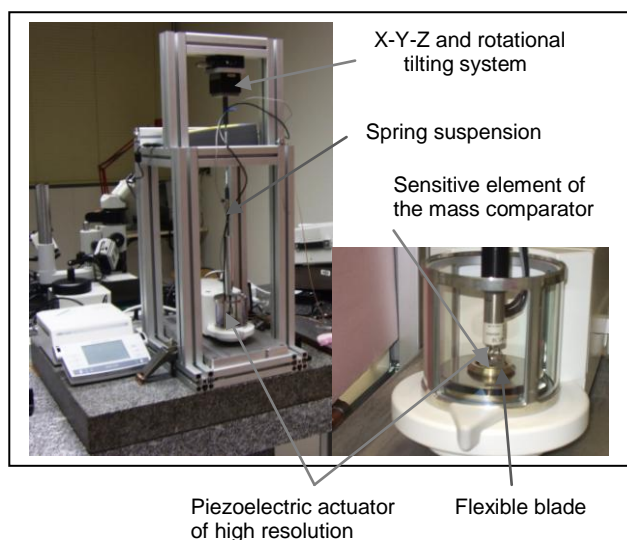 X-Y-Z and rotational
tilting system
Spring suspension
Sensitive element of
the mass comparator
Piezoelectric actuator
of high resolution
Flexible blade